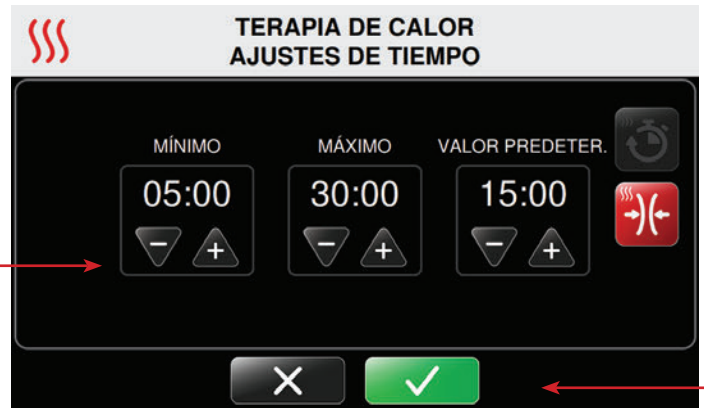 TERAPIA DE CALOR
AJUSTES DE TIEMPO
MÍNIMO MÁXIMO VALOR PREDETER.
05:00 30:00 15:00
- + - + - +